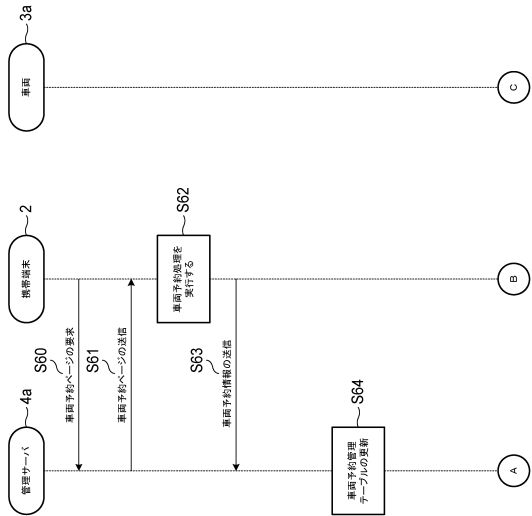 管理サーバ
4a
携帯端末
2
車両
3a
S60
車両予約ページの要求
S61
車両予約ページの送信
S62
車両予約処理を
実行する
S63
車両予約情報の送信
S64
車両予約管理
テーブルの更新
A
B
C